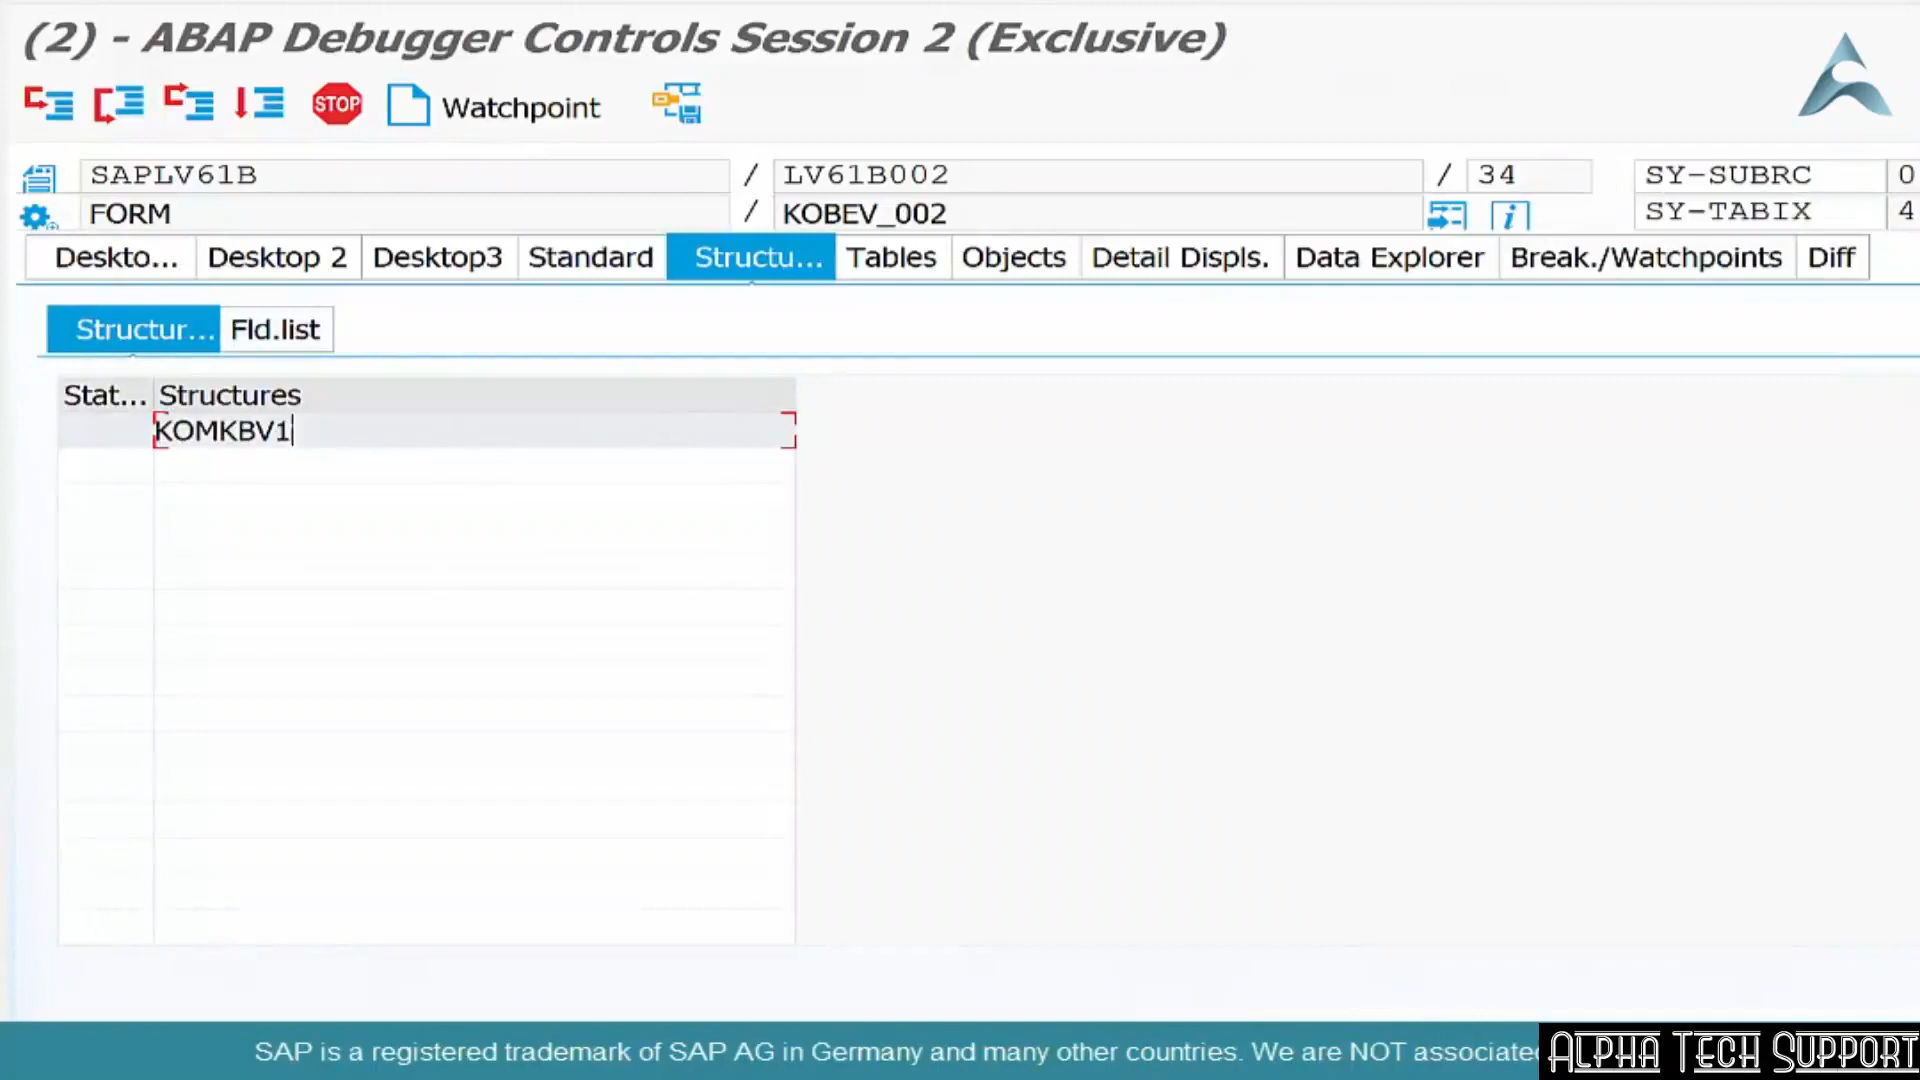 (2) - ABAP Debugger Controls Session 2 (Exclusive)
STOP Watchpoint
SAPLV61B / LV61B002 / 34 SY-SUBRC 0
FORM / KOBEV_002 SY-TABIX 4
Deskto... Desktop 2 Desktop3 Standard Structu... Tables Objects Detail Displs. Data Explorer Break./Watchpoints Diff
Structur... Fld.list
Stat... Structures
KOMKBV1
SAP is a registered trademark of SAP AG in Germany and many other countries. We are NOT associate
ALPHA TECH SUPPORT